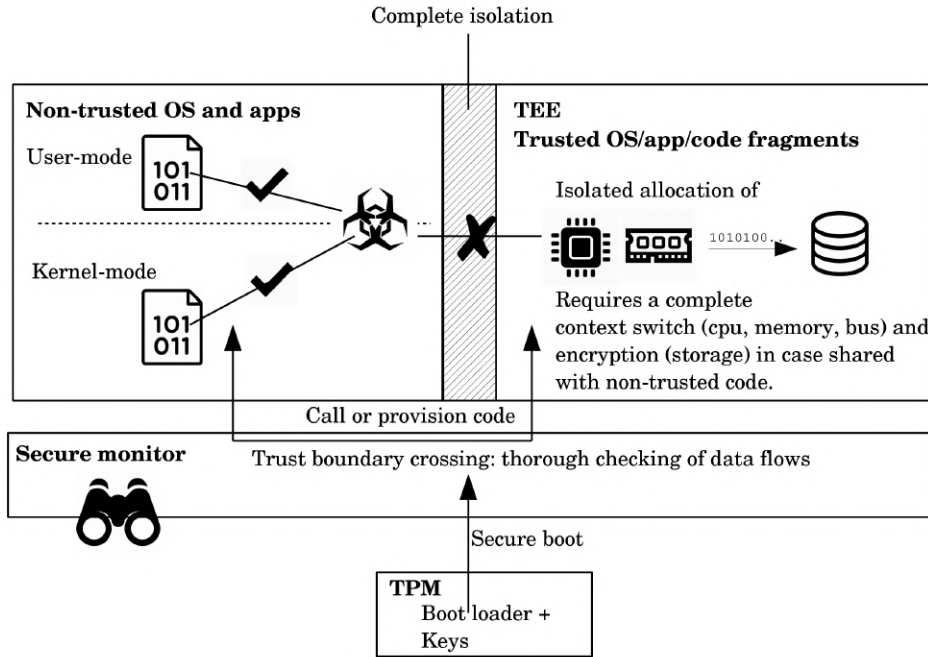 Complete isolation
Non-trusted OS and apps
User-mode
101
011
Kernel-mode
101
011
TEE
Trusted OS/app/code fragments
Isolated allocation of
1010100..
Requires a complete
context switch (cpu, memory, bus) and
encryption (storage) in case shared
with non-trusted code.
Call or provision code
Secure monitor
Trust boundary crossing: thorough checking of data flows
Secure boot
TPM
Boot loader +
Keys